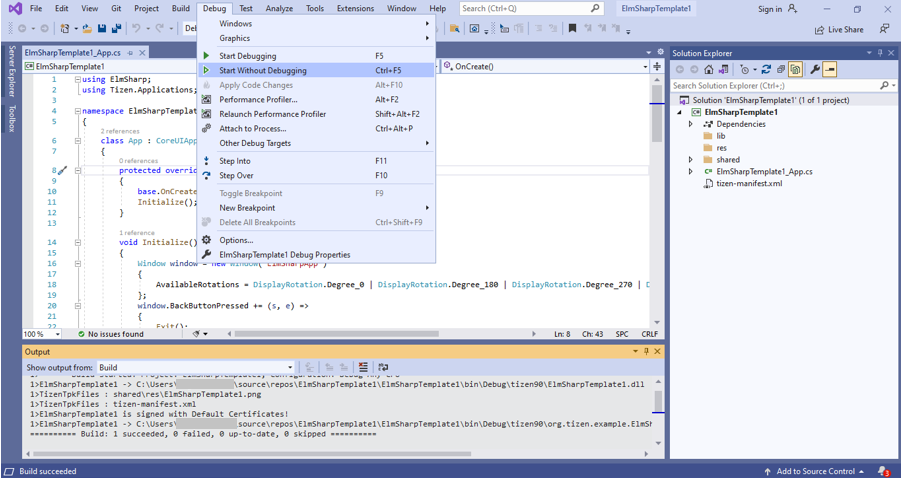 File Edit View Git Project Build Debug Test Analyze Tools Extensions Window Help Search (Ctrl+Q) ElmSharpTemplate1 Sign in
Live Share
Server Explorer
Toolbox
ElmSharpTemplate1_App.cs
ElmSharpTemplate1
OnCreate()
Windows
Graphics
Start Debugging F5
Start Without Debugging Ctrl+F5
Apply Code Changes Alt+F10
Performance Profiler... Alt+F2
Relaunch Performance Profiler Shift+Alt+F2
Attach to Process... Ctrl+Alt+P
Other Debug Targets
Step Into F11
Step Over F10
Toggle Breakpoint F9
New Breakpoint
Delete All Breakpoints Ctrl+Shift+F9
Options...
ElmSharpTemplate1 Debug Properties
1 using ElmSharp;
2 using Tizen.Applications;
3
4 namespace ElmSharpTemplat
5 {
2 references
6 class App : CoreUIApp
7 {
0 references
8 protected overrid
9 {
10 base.OnCreate
11 Initialize();
12 }
13
1 reference
14 void Initialize()
15 {
16 Window window = new Window("ElmSharpApp")
17 {
18 AvailableRotations = DisplayRotation.Degree_0 | DisplayRotation.Degree_180 | DisplayRotation.Degree_270 | D
19 };
20 window.BackButtonPressed += (s, e) =>
21 {
22 Exit();
100 % No issues found Ln: 8 Ch: 43 SPC CRLF
Output
Show output from: Build
1>ElmSharpTemplate1 -> C:\Users\ \source\repos\ElmSharpTemplate1\ElmSharpTemplate1\bin\Debug\tizen90\ElmSharpTemplate1.dll
1>TizenTpkFiles : shared\res\ElmSharpTemplate1.png
1>TizenTpkFiles : tizen-manifest.xml
1>ElmSharpTemplate1 is signed with Default Certificates!
1>ElmSharpTemplate1 -> C:\Users\ \source\repos\ElmSharpTemplate1\ElmSharpTemplate1\bin\Debug\tizen90\org.tizen.example.ElmSh
========== Build: 1 succeeded, 0 failed, 0 up-to-date, 0 skipped ==========
Solution Explorer
Search Solution Explorer (Ctrl+;)
Solution 'ElmSharpTemplate1' (1 of 1 project)
ElmSharpTemplate1
Dependencies
lib
res
shared
ElmSharpTemplate1_App.cs
tizen-manifest.xml
Build succeeded
Add to Source Control
3